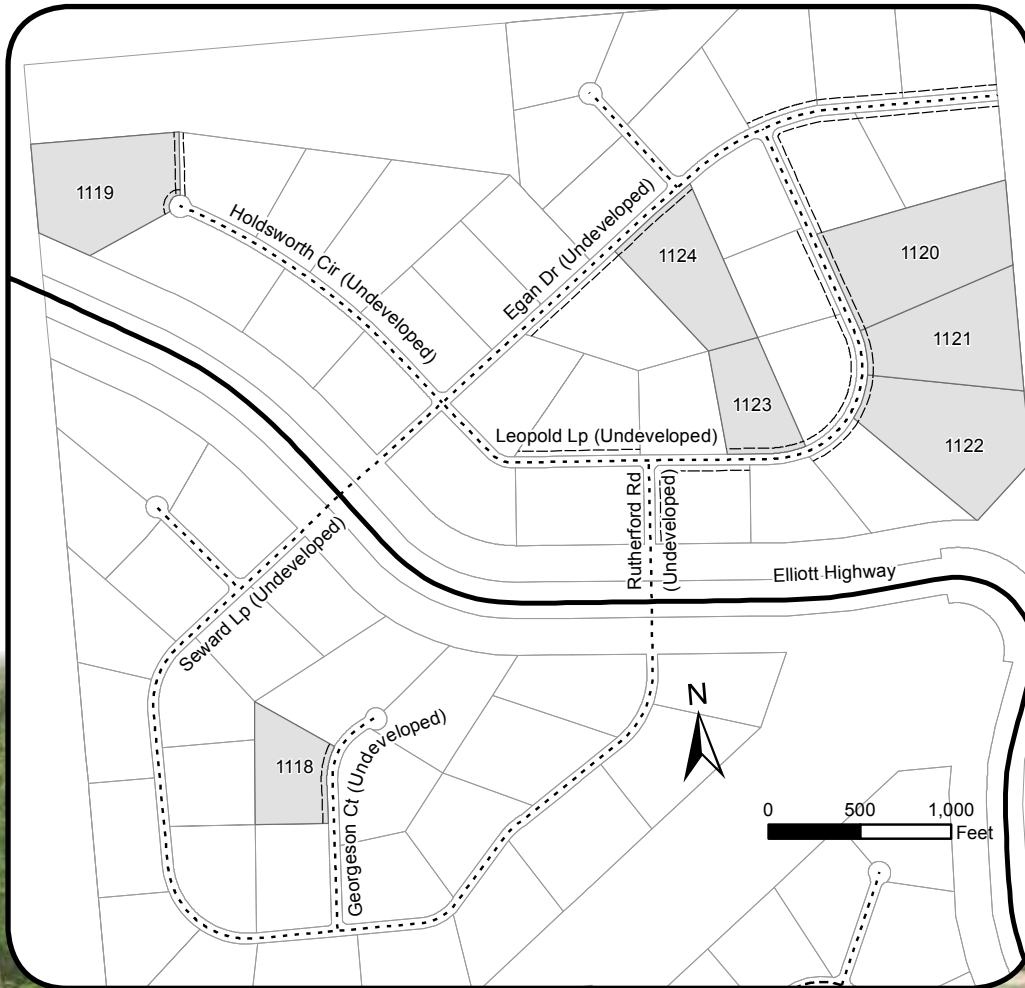 1119
Holdsworth Cir (Undeveloped)
Egan Dr (Undeveloped)
1124
1120
1121
1123
1122
Leopold Lp (Undeveloped)
Rutherford Rd
(Undeveloped)
Elliott Highway
Seward Lp (Undeveloped)
N
1118
Georgeson Ct (Undeveloped)
0 500 1,000
Feet